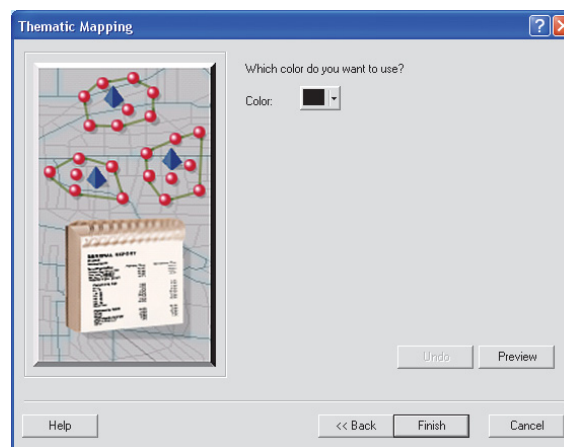 Thematic Mapping
Which color do you want to use?
Color:
Undo
Preview
Help
<< Back
Finish
Cancel